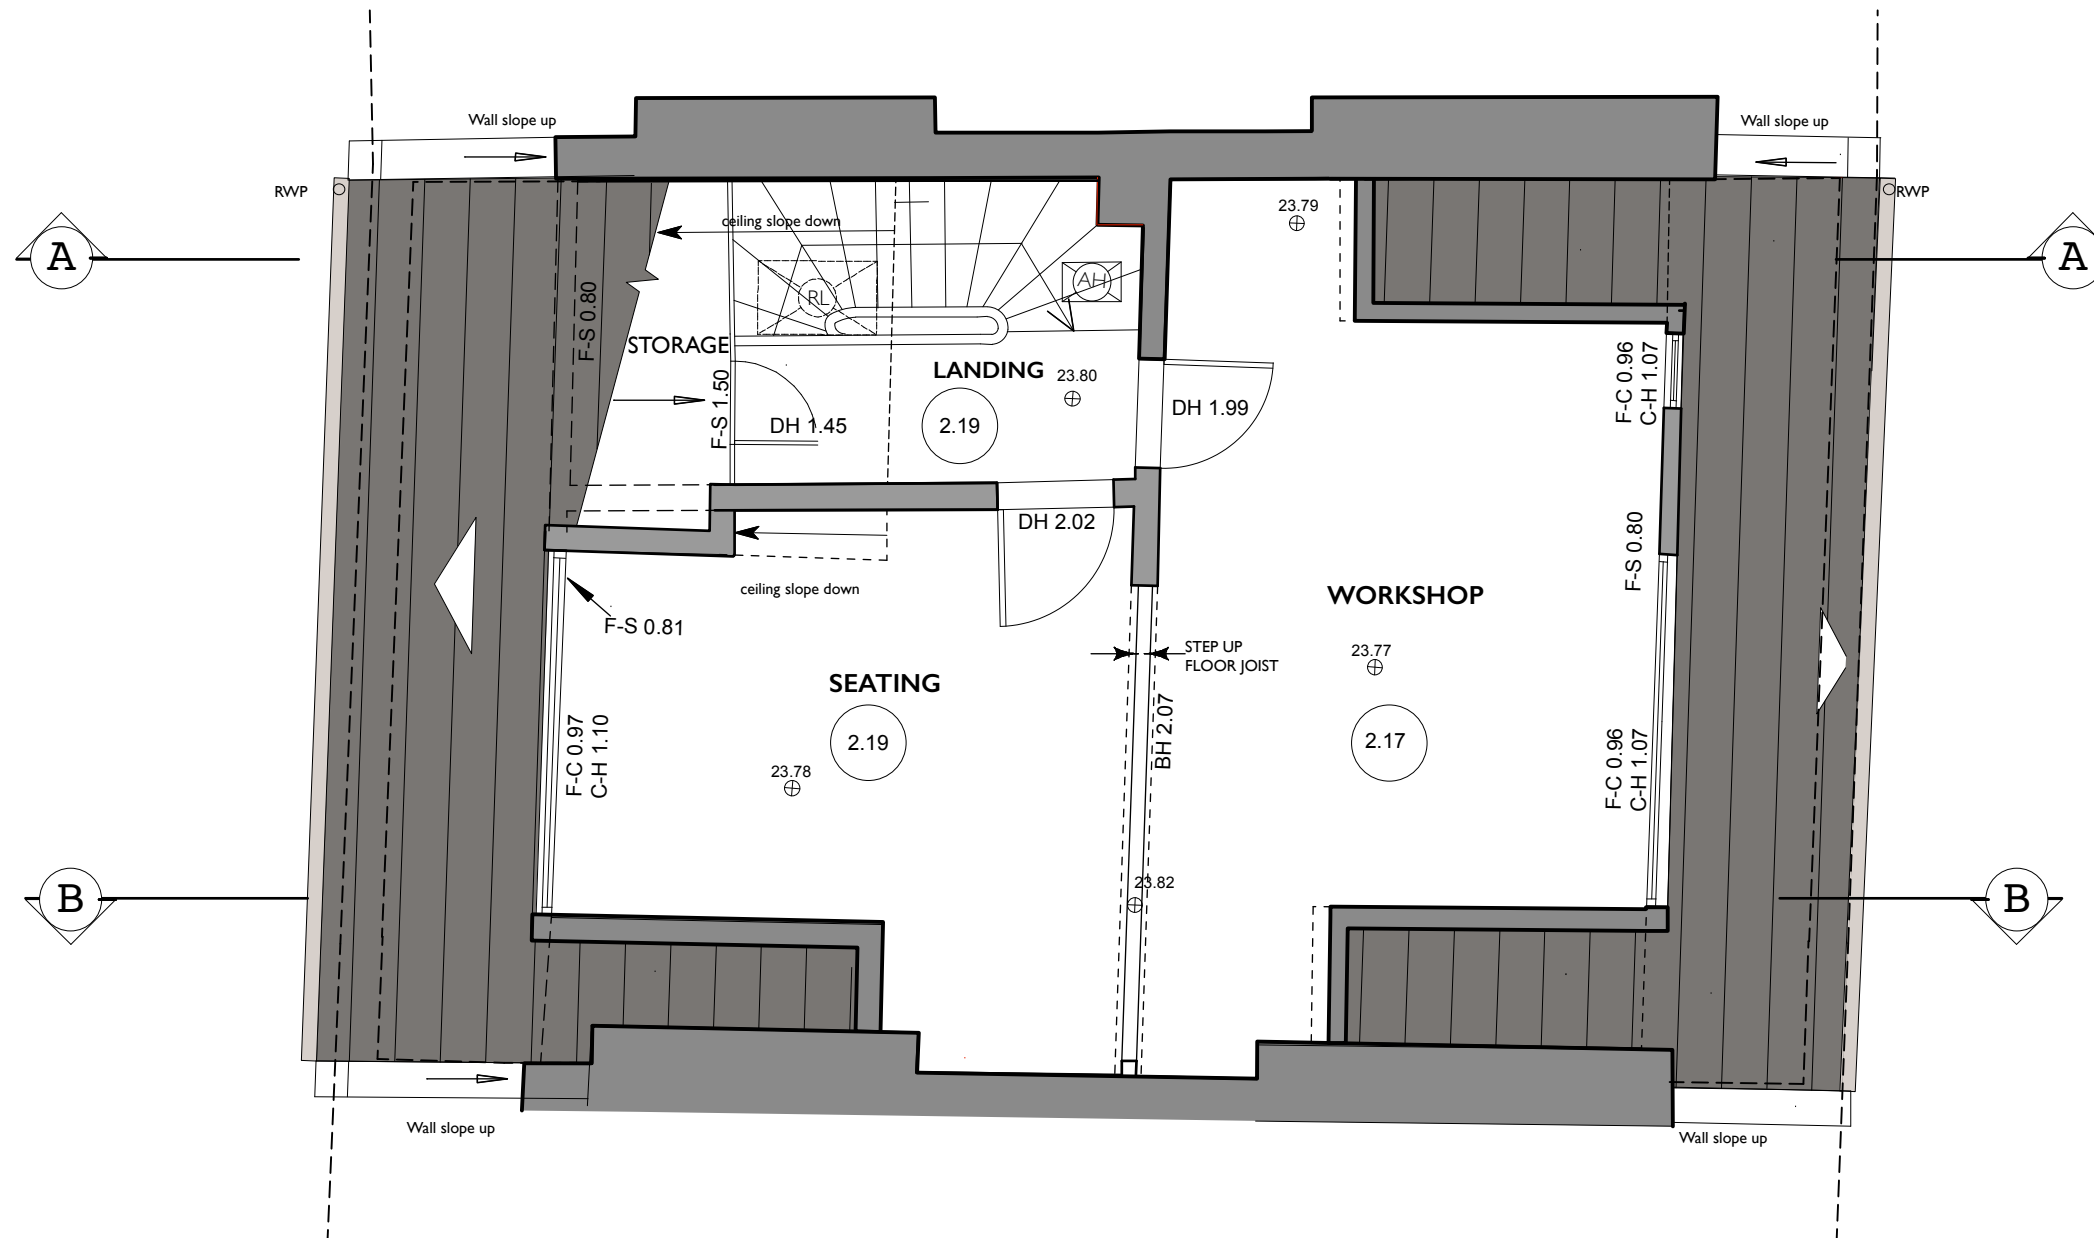 Wall slope up
Wall slope up
RWP
RWP
23.79
ceiling slope down
A
A
AH
RL
F-S 0.80
STORAGE
LANDING
23.80
F-C 0.96
C-H 1.07
F-S 1.50
DH 1.45
2.19
DH 1.99
DH 2.02
F-S 0.80
ceiling slope down
WORKSHOP
F-S 0.81
STEP UP
FLOOR JOIST
23.77
SEATING
BH 2.07
F-C 0.97
C-H 1.10
2.19
2.17
F-C 0.96
C-H 1.07
23.78
23.82
B
B
Wall slope up
Wall slope up